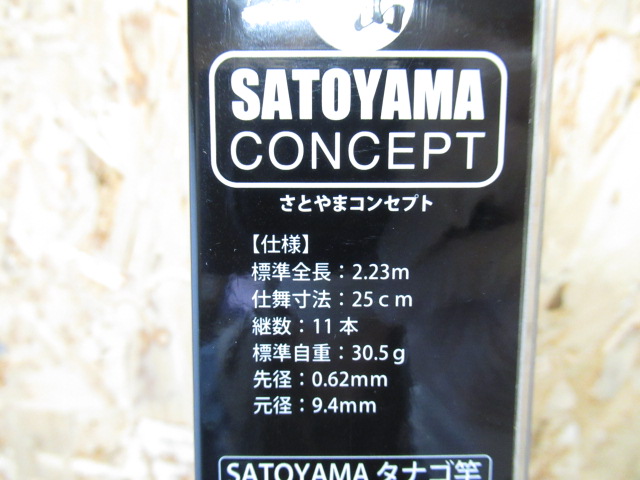 山
SATOYAMA
CONCEPT
さとやまコンセプト
【仕様】
標準全長：2.23m
仕舞寸法：25ｃｍ
継数：11本
標準自重：30.5ｇ
先径：0.62mm
元径：9.4mm
SATOYAMA タナゴ竿